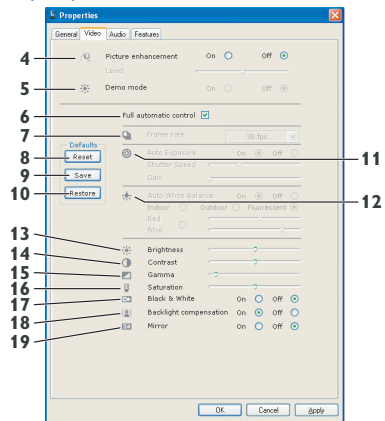 Properties
General Video Audio Features
4 Picture enhancement On Off
Level
5 Demo mode On Off
6 Full automatic control
7 Frame rate 30 fps
Defaults
8 Reset
9 Save
10 Restore
Auto Exposure On Off 11
Shutter Speed
Gain
Auto White Balance On Off 12
Indoor Outdoor Fluorescent
Red
Blue
13 Brightness
14 Contrast
15 Gamma
16 Saturation
17 Black & White On Off
18 Backlight compensation On Off
19 Mirror On Off
OK Cancel Apply